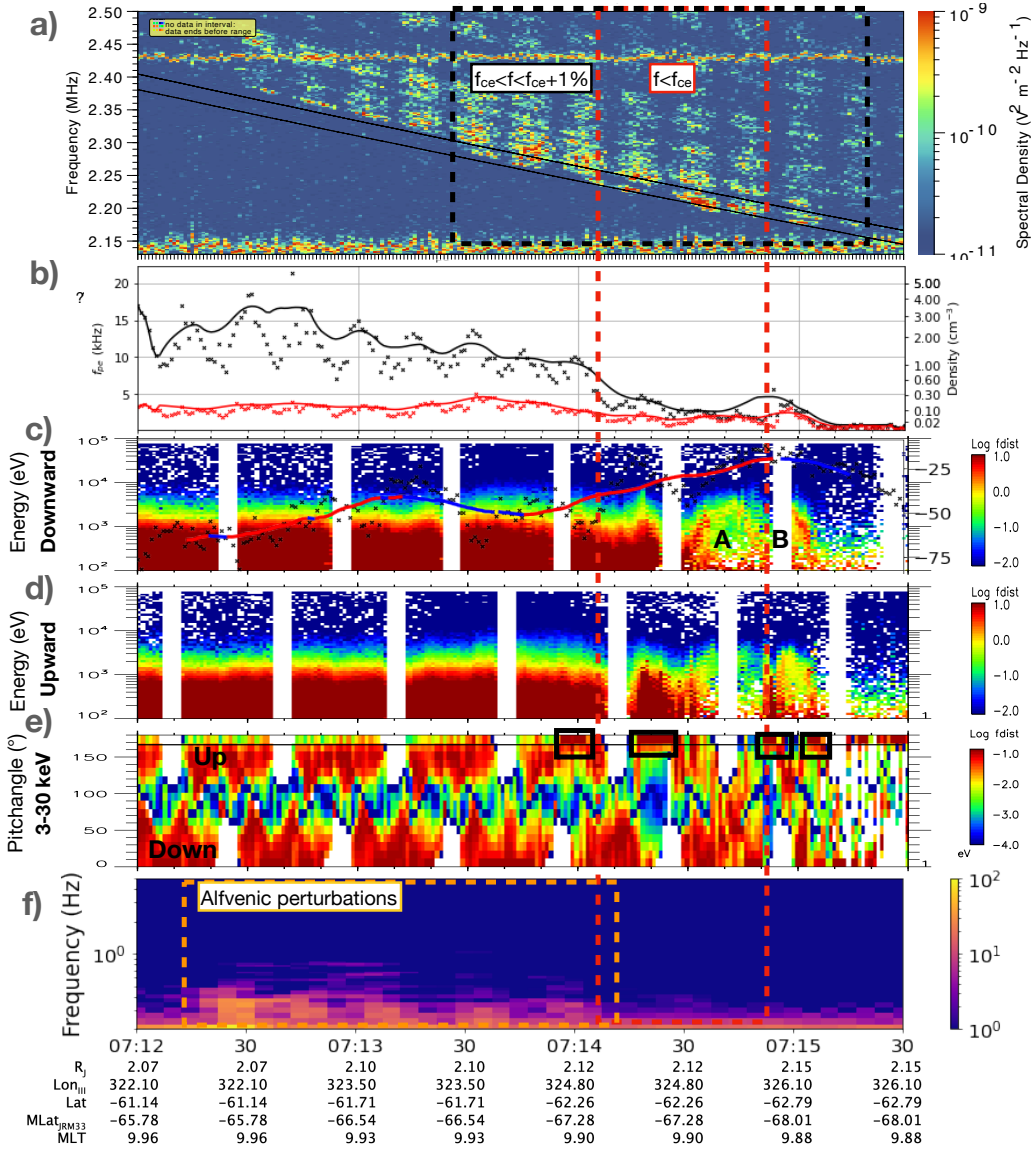 a)
no data in interval:
data ends before range
2.50
2.45
2.40
2.35
2.30
2.25
2.20
2.15
Frequency (MHz)
f_ce<f<f_ce+1%
f<f_ce
10^-9
10^-10
10^-11
Spectral Density (V² m-² Hz⁻¹)
b)
?
20
15
10
5
f_pe (kHz)
5.00
4.00
3.00
2.00
1.00
0.60
0.30
0.10
0.02
Density (cm⁻³)
c)
10⁵
10⁴
10³
10²
Energy (eV)
Downward
A
B
−25
−50
−75
Log fdist
1.0
0.0
−1.0
−2.0
d)
10⁵
10⁴
10³
10²
Energy (eV)
Upward
1
Log fdist
1.0
0.0
−1.0
−2.0
e)
150
100
50
0
Pitchangle (°)
3-30 keV
Up
Down
1
Log fdist
−1.0
−2.0
−3.0
−4.0
eV
f)
Alfvenic perturbations
Frequency (Hz)
10⁰
10²
10¹
10⁰
07:12 30 07:13 30 07:14 30 07:15 30
R_J 2.07 2.07 2.10 2.10 2.12 2.12 2.15 2.15
Lon_III 322.10 322.10 323.50 323.50 324.80 324.80 326.10 326.10
Lat −61.14 −61.14 −61.71 −61.71 −62.26 −62.26 −62.79 −62.79
MLat_JRM33 −65.78 −65.78 −66.54 −66.54 −67.28 −67.28 −68.01 −68.01
MLT 9.96 9.96 9.93 9.93 9.90 9.90 9.88 9.88